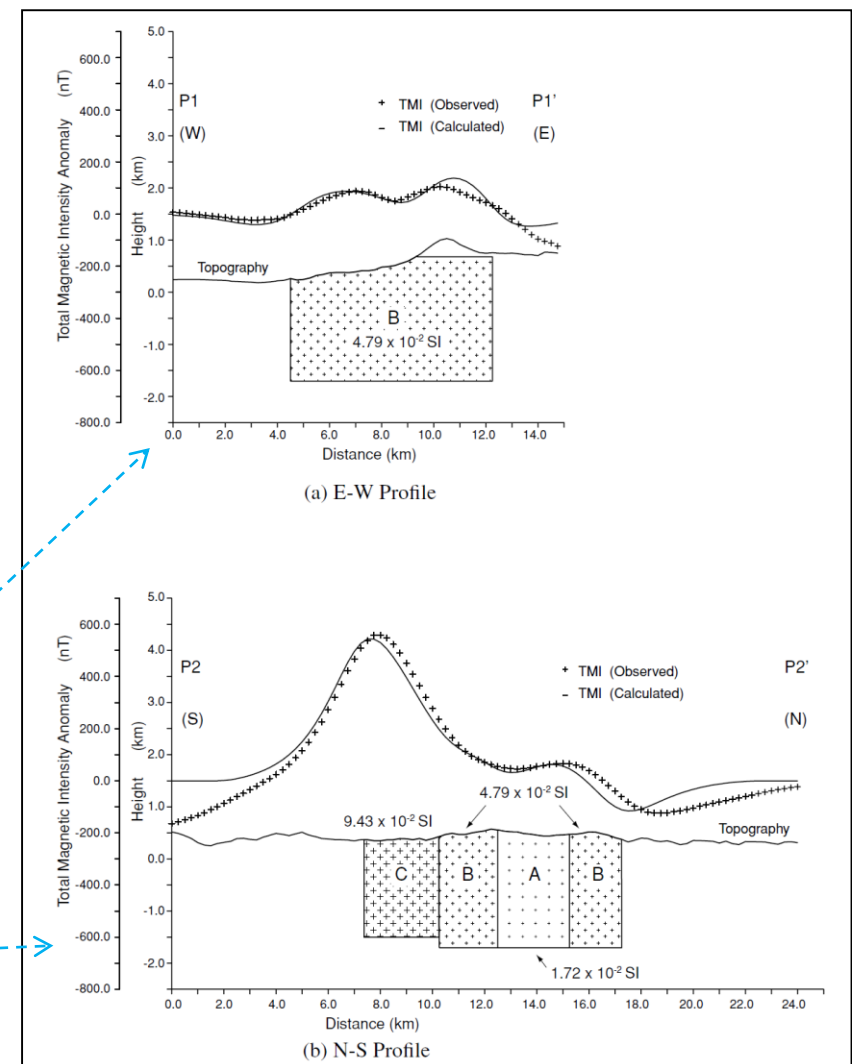 Total Magnetic Intensity Anomaly (nT)
600.0
400.0
200.0
0.0
-200.0
-400.0
-600.0
-800.0
Height (km)
5.0
4.0
3.0
2.0
1.0
0.0
-1.0
-2.0
P1
(W)
+ TMI (Observed)
– TMI (Calculated)
P1'
(E)
Topography
B
4.79 x 10⁻² SI
0.0 2.0 4.0 6.0 8.0 10.0 12.0 14.0
Distance (km)
(a) E-W Profile
Total Magnetic Intensity Anomaly (nT)
600.0
400.0
200.0
0.0
-200.0
-400.0
-600.0
-800.0
Height (km)
5.0
4.0
3.0
2.0
1.0
0.0
-1.0
-2.0
P2
(S)
+ TMI (Observed)
– TMI (Calculated)
P2'
(N)
4.79 x 10⁻² SI
9.43 x 10⁻² SI
Topography
C B A B
1.72 x 10⁻² SI
0.0 2.0 4.0 6.0 8.0 10.0 12.0 14.0 16.0 18.0 20.0 22.0 24.0
Distance (km)
(b) N-S Profile